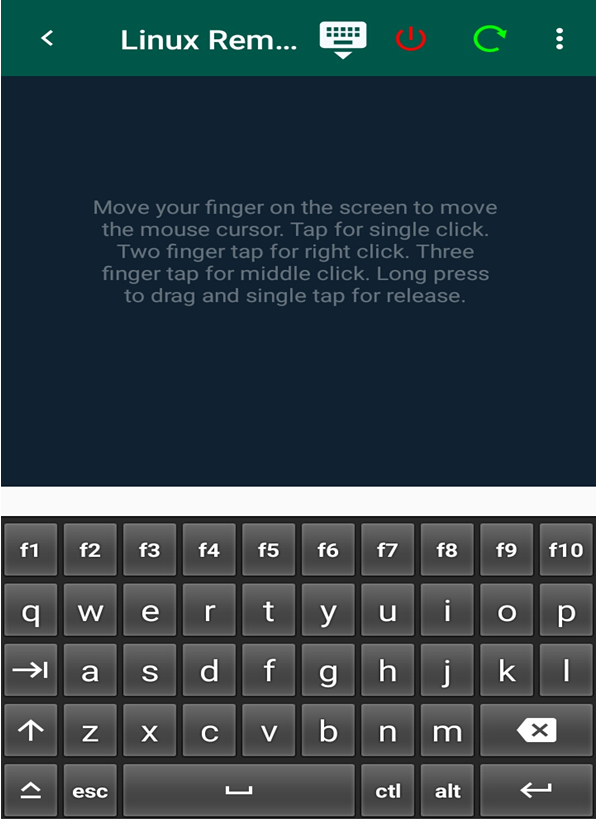 Linux Rem...
Move your finger on the screen to move
the mouse cursor. Tap for single click.
Two finger tap for right click. Three
finger tap for middle click. Long press
to drag and single tap for release.
f1 f2 f3 f4 f5 f6 f7 f8 f9 f10
q w e r t y u i o p
a s d f g h j k l
z x c v b n m
esc ctl alt